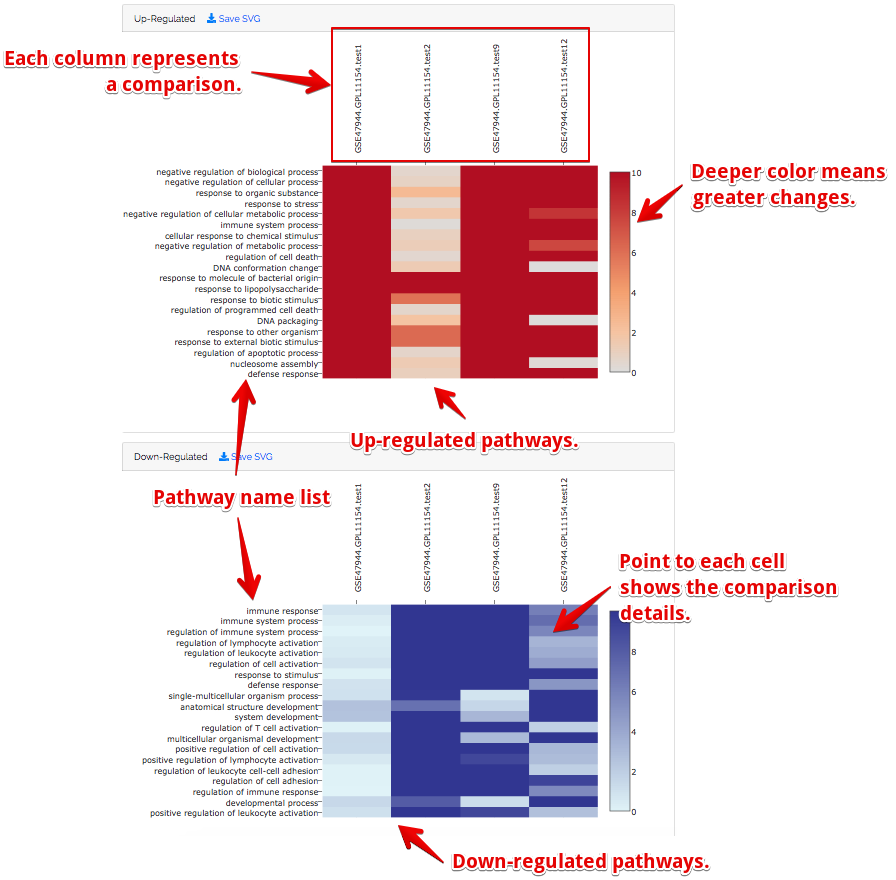 Up-Regulated Save SVG
Each column represents
a comparison.
GSE47944.GPL11154.test1
GSE47944.GPL11154.test2
GSE47944.GPL11154.test9
GSE47944.GPL11154.test12
Deeper color means
greater changes.
negative regulation of biological process
negative regulation of cellular process
response to organic substance
response to stress
negative regulation of cellular metabolic process
immune system process
cellular response to chemical stimulus
negative regulation of metabolic process
regulation of cell death
DNA conformation change
response to molecule of bacterial origin
response to lipopolysaccharide
response to biotic stimulus
regulation of programmed cell death
DNA packaging
response to other organism
response to external biotic stimulus
regulation of apoptotic process
nucleosome assembly
defense response
10
8
6
4
2
0
Up-regulated pathways.
Down-Regulated Save SVG
Pathway name list
GSE47944.GPL11154.test1
GSE47944.GPL11154.test2
GSE47944.GPL11154.test9
GSE47944.GPL11154.test12
Point to each cell
shows the comparison
details.
immune response
immune system process
regulation of immune system process
regulation of lymphocyte activation
regulation of leukocyte activation
regulation of cell activation
response to stimulus
defense response
single-multicellular organism process
anatomical structure development
system development
regulation of T cell activation
multicellular organismal development
positive regulation of cell activation
positive regulation of lymphocyte activation
regulation of leukocyte cell-cell adhesion
regulation of cell adhesion
regulation of immune response
developmental process
positive regulation of leukocyte activation
8
6
4
2
0
Down-regulated pathways.